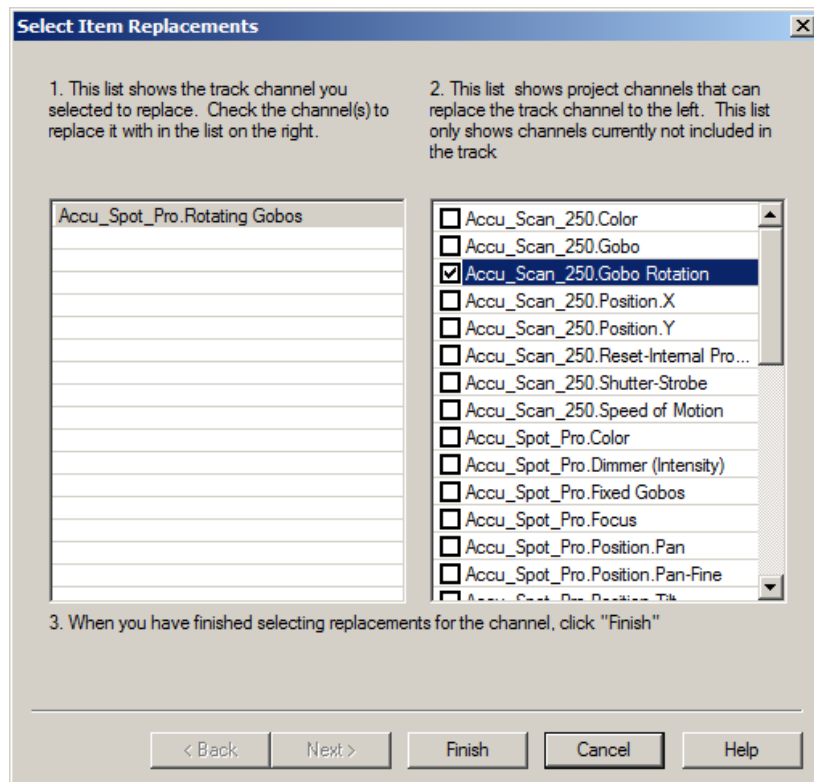 Select Item Replacements
1. This list shows the track channel you
selected to replace. Check the channel(s) to
replace it with in the list on the right.
2. This list shows project channels that can
replace the track channel to the left. This list
only shows channels currently not included in
the track
Accu_Spot_Pro.Rotating Gobos
Accu_Scan_250.Color
Accu_Scan_250.Gobo
Accu_Scan_250.Gobo Rotation
Accu_Scan_250.Position.X
Accu_Scan_250.Position.Y
Accu_Scan_250.Reset-Internal Pro...
Accu_Scan_250.Shutter-Strobe
Accu_Scan_250.Speed of Motion
Accu_Spot_Pro.Color
Accu_Spot_Pro.Dimmer (Intensity)
Accu_Spot_Pro.Fixed Gobos
Accu_Spot_Pro.Focus
Accu_Spot_Pro.Position.Pan
Accu_Spot_Pro.Position.Pan-Fine
Accu_Spot_Pro.Position.Tilt
3. When you have finished selecting replacements for the channel, click "Finish"
< Back
Next >
Finish
Cancel
Help